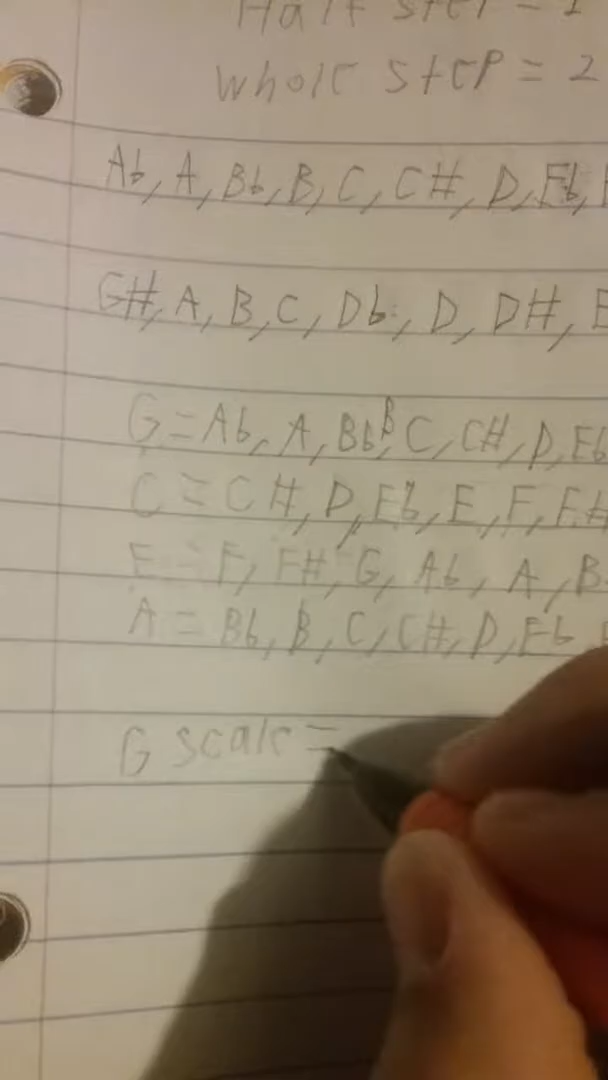 Half step = 1
Whole step = 2
Ab, A, Bb, B, C, C#, D, Eb,
G#, A, B, C, Db, D, D#, E
G = Ab, A, Bb, B, C, C#, D, Eb
C = C#, D, Eb, E, F, F#
E = F, F#, G, Ab, A, B
A = Bb, B, C, C#, D, Eb,
G scale =